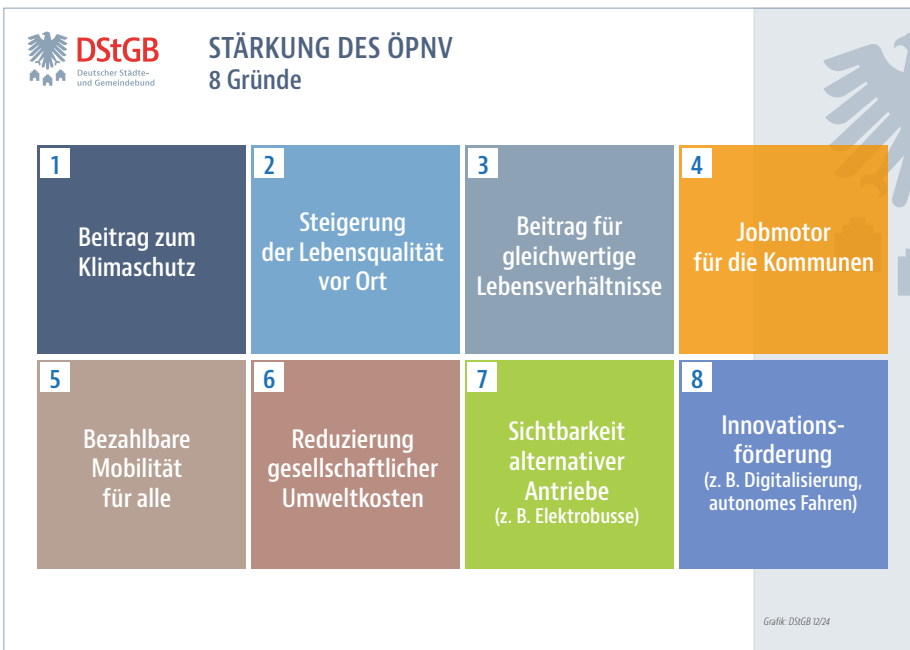 DStGB
Deutscher Städte-
und Gemeindebund
STÄRKUNG DES ÖPNV
8 Gründe
1
Beitrag zum
Klimaschutz
2
Steigerung
der Lebensqualität
vor Ort
3
Beitrag für
gleichwertige
Lebensverhältnisse
4
Jobmotor
für die Kommunen
5
Bezahlbare
Mobilität
für alle
6
Reduzierung
gesellschaftlicher
Umweltkosten
7
Sichtbarkeit
alternativer
Antriebe
(z. B. Elektrobusse)
8
Innovations-
förderung
(z. B. Digitalisierung,
autonomes Fahren)
Grafik: DStGB 12/24